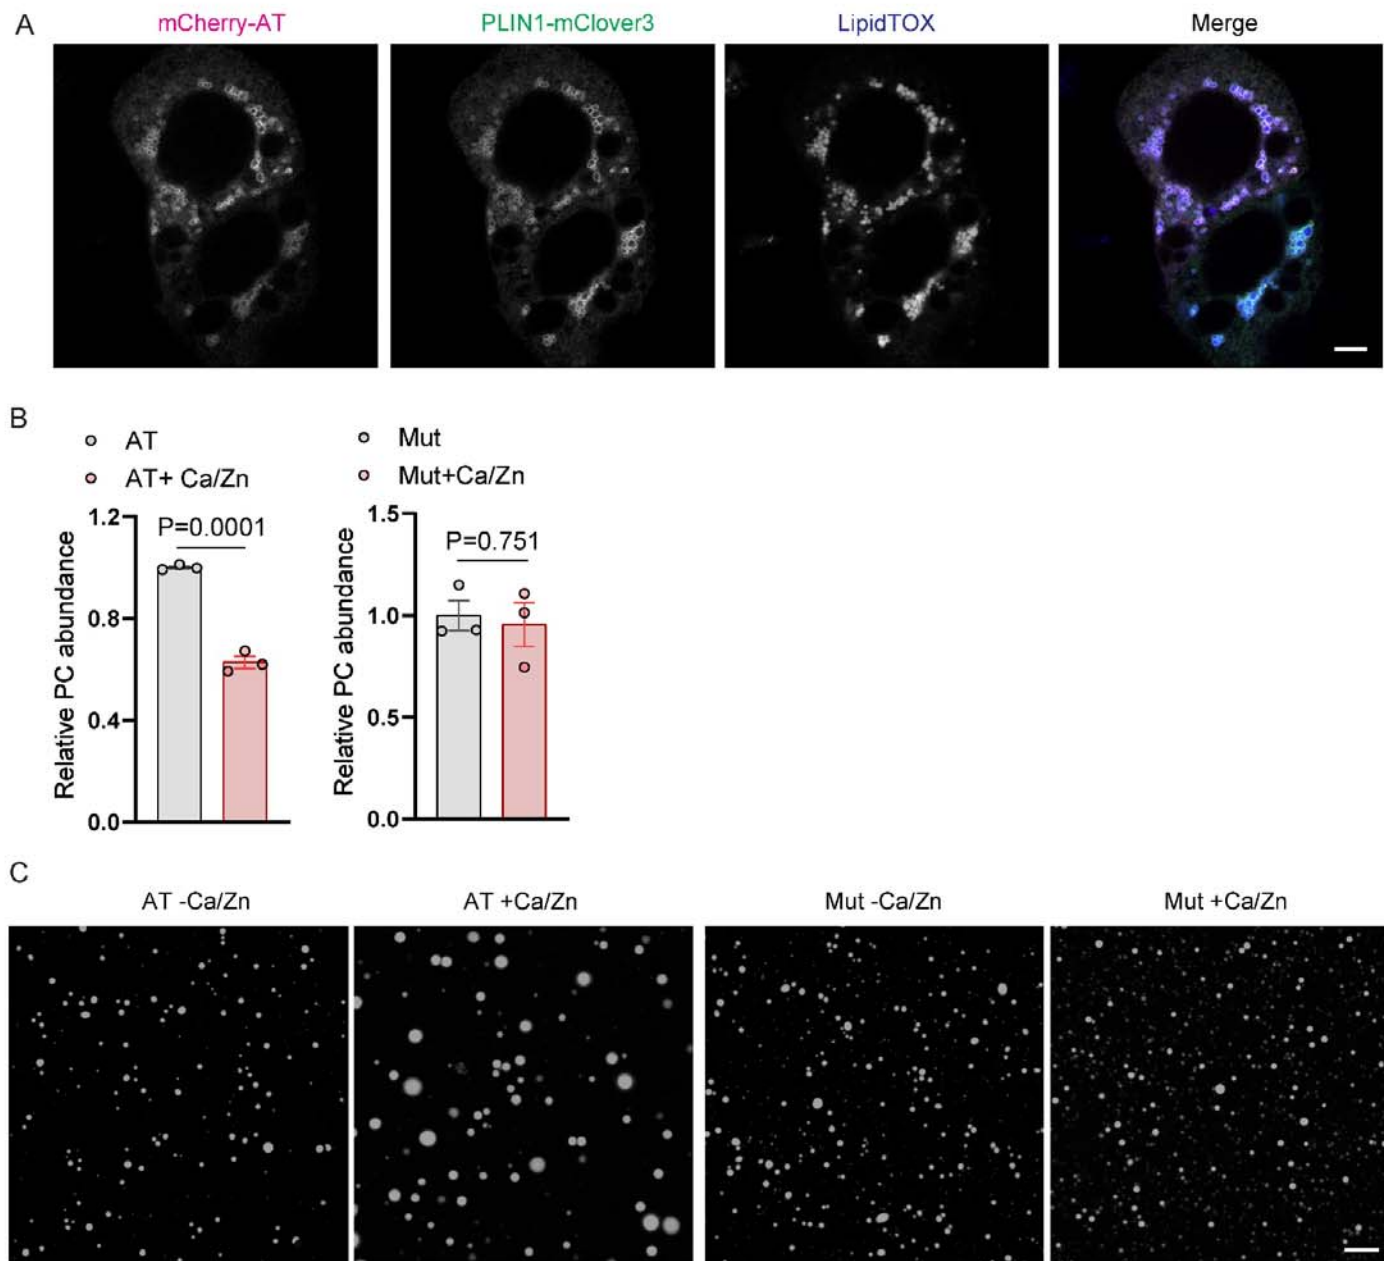 A
mCherry-AT
PLIN1-mClover3
LipidTOX
Merge
B
AT
AT+ Ca/Zn
Relative PC abundance
1.2
0.8
0.4
0.0
P=0.0001
Mut
Mut+Ca/Zn
Relative PC abundance
1.5
1.0
0.5
0.0
P=0.751
C
AT -Ca/Zn
AT +Ca/Zn
Mut -Ca/Zn
Mut +Ca/Zn